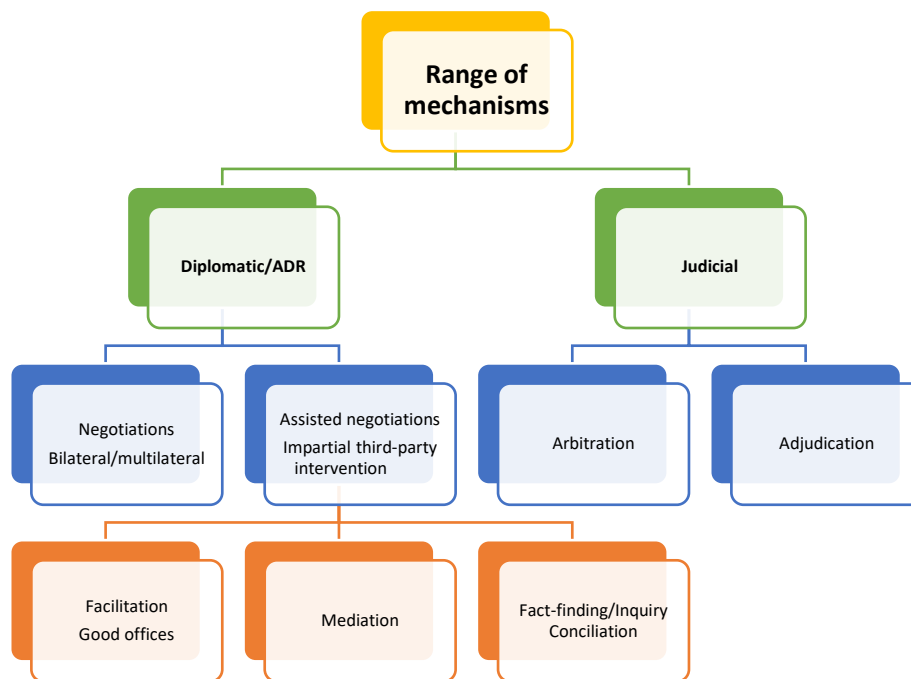 Range of
mechanisms
Diplomatic/ADR
Judicial
Negotiations
Bilateral/multilateral
Assisted negotiations
Impartial third-party
intervention
Arbitration
Adjudication
Facilitation
Good offices
Mediation
Fact-finding/Inquiry
Conciliation